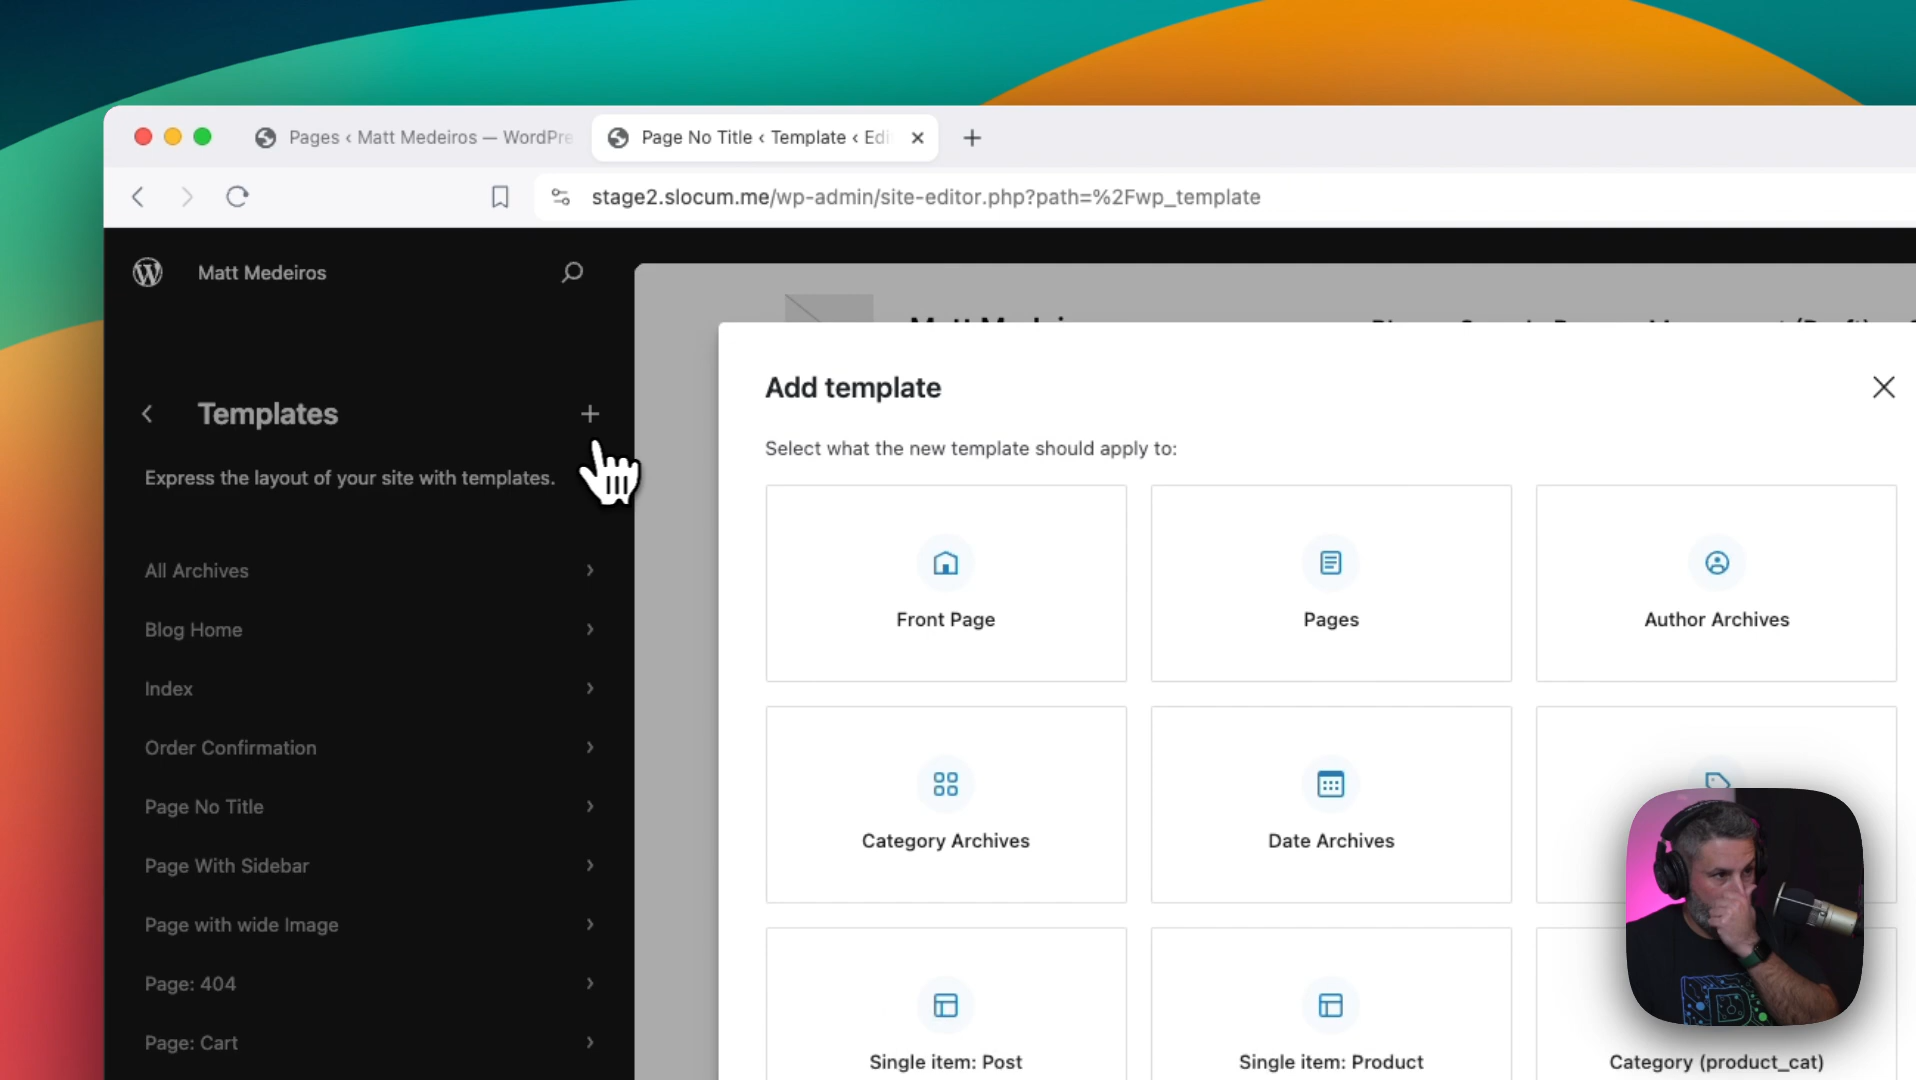 Pages ‹ Matt Medeiros — WordPre
Page No Title ‹ Template ‹ Edi
stage2.slocum.me/wp-admin/site-editor.php?path=%2Fwp_template
Matt Medeiros
Templates
Express the layout of your site with templates.
All Archives
Blog Home
Index
Order Confirmation
Page No Title
Page With Sidebar
Page with wide Image
Page: 404
Page: Cart
Matt Medeiros
Add template
Select what the new template should apply to:
Front Page
Pages
Author Archives
Category Archives
Date Archives
Single item: Post
Single item: Product
Category (product_cat)